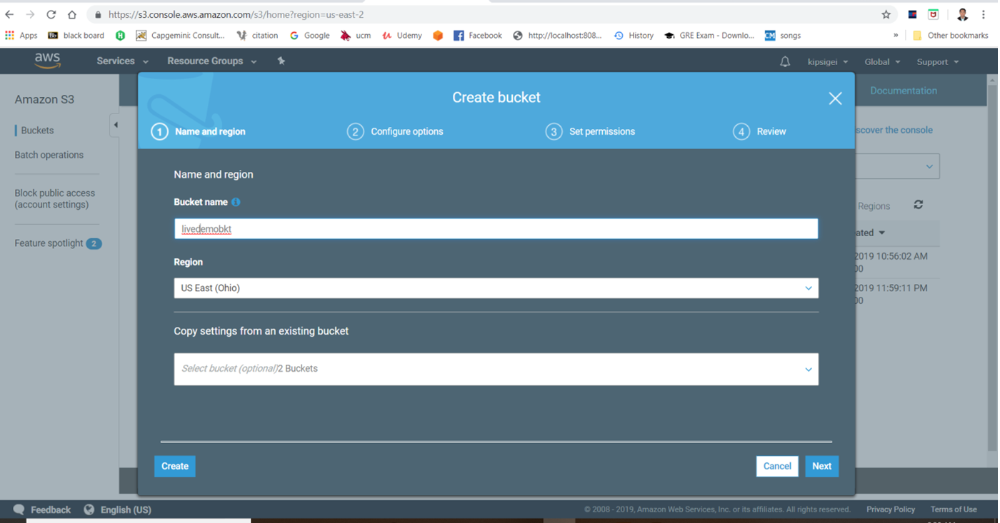 https://s3.console.aws.amazon.com/s3/home?region=us-east-2
Apps black board Capgemini: Consult... citation Google ucm Udemy Facebook http://localhost:808... History GRE Exam - Downlo... CM songs » Other bookmarks
aws Services Resource Groups kipsigei Global Support
Create bucket
Amazon S3
Documentation
1 Name and region 2 Configure options 3 Set permissions 4 Review
Buckets
scover the console
Batch operations
Name and region
Block public access
(account settings)
Bucket name
Regions
livedemobkt
ated
Feature spotlight 2
Region
2019 10:56:02 AM
00
US East (Ohio)
2019 11:59:11 PM
00
Copy settings from an existing bucket
Select bucket (optional)2 Buckets
Create Cancel Next
Feedback English (US) © 2008 - 2019, Amazon Web Services, Inc. or its affiliates. All rights reserved. Privacy Policy Terms of Use